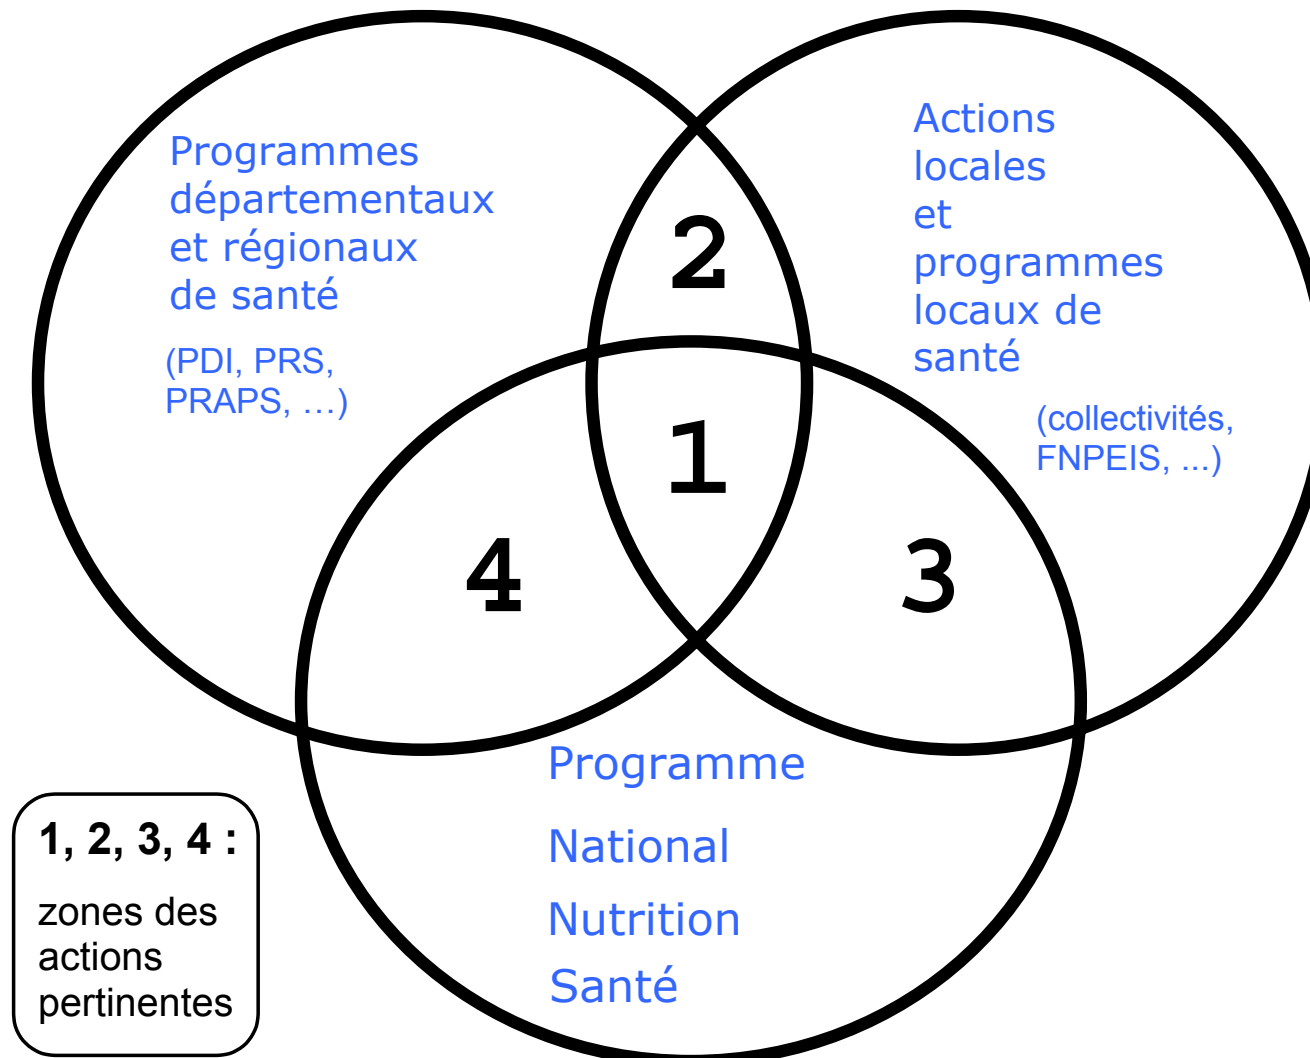 Programmes
départementaux
et régionaux
de santé
(PDI, PRS,
PRAPS, …)
Actions
locales
et
programmes
locaux de
santé
(collectivités,
FNPEIS, ...)
2
1
4
3
Programme
National
Nutrition
Santé
1, 2, 3, 4 :
zones des
actions
pertinentes